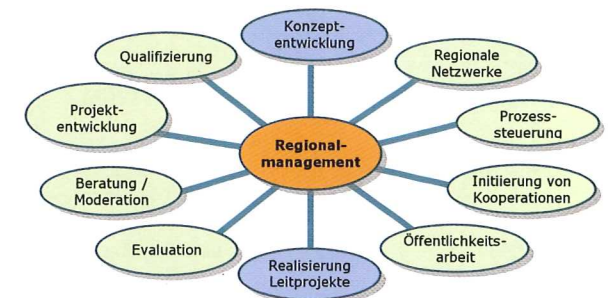 Konzept-
entwicklung
Qualifizierung
Regionale
Netzwerke
Projekt-
entwicklung
Prozess-
steuerung
Regional-
management
Beratung /
Moderation
Initiierung von
Kooperationen
Evaluation
Öffentlichkeits-
arbeit
Realisierung
Leitprojekte